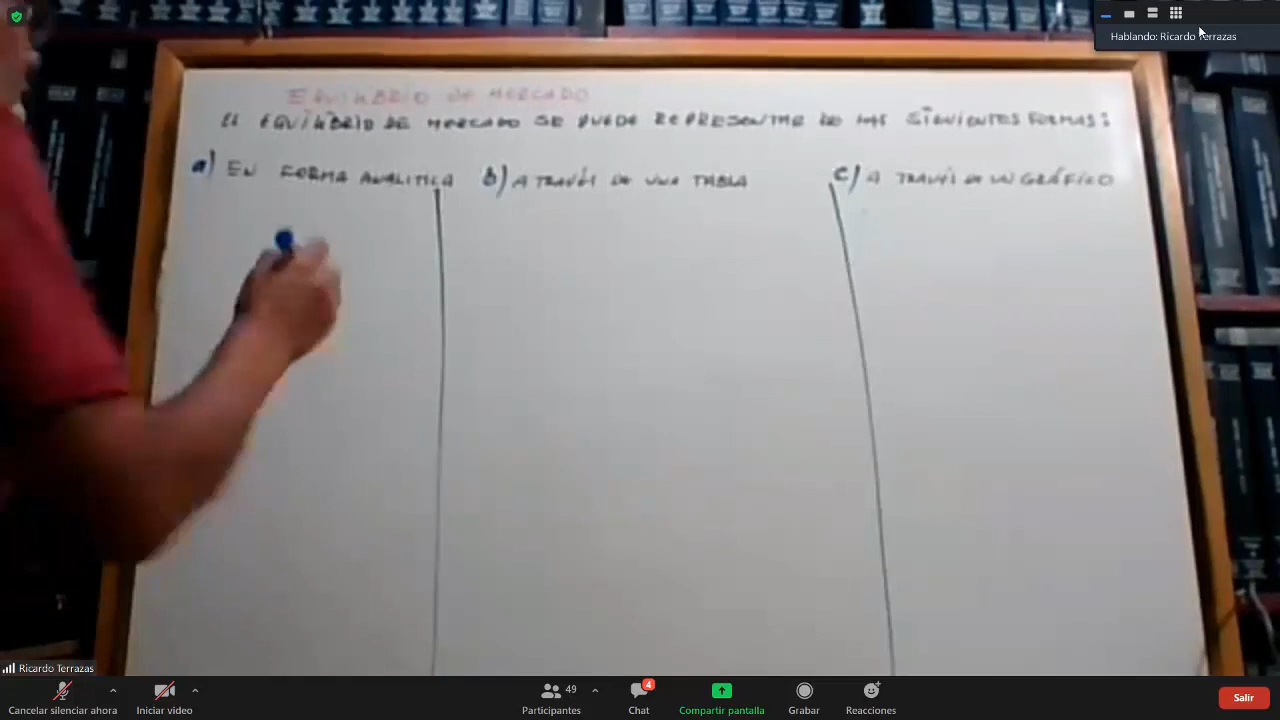 Hablando: Ricardo Terrazas
EQUILIBRIO DE MERCADO
EL EQUILIBRIO DE MERCADO SE PUEDE REPRESENTAR DE LAS SIGUIENTES FORMAS:
a) EN FORMA ANALITICA
b) A TRAVÉS DE UNA TABLA
c) A TRAVÉS DE UN GRÁFICO
Ricardo Terrazas
Cancelar silenciar ahora
Iniciar video
Participantes
49
Chat
4
Compartir pantalla
Grabar
Reacciones
Salir